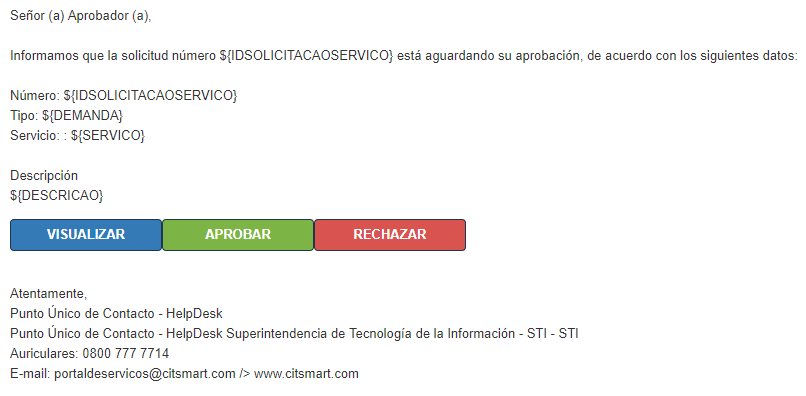 Señor (a) Aprobador (a),
Informamos que la solicitud número ${IDSOLICITACAOSERVICO} está aguardando su aprobación, de acuerdo con los siguientes datos:
Número: ${IDSOLICITACAOSERVICO}
Tipo: ${DEMANDA}
Servicio: : ${SERVICO}
Descripción
${DESCRICAO}
VISUALIZAR APROBAR RECHAZAR
Atentamente,
Punto Único de Contacto - HelpDesk
Punto Único de Contacto - HelpDesk Superintendencia de Tecnología de la Información - STI - STI
Auriculares: 0800 777 7714
E-mail: portaldeservicos@citsmart.com /> www.citsmart.com